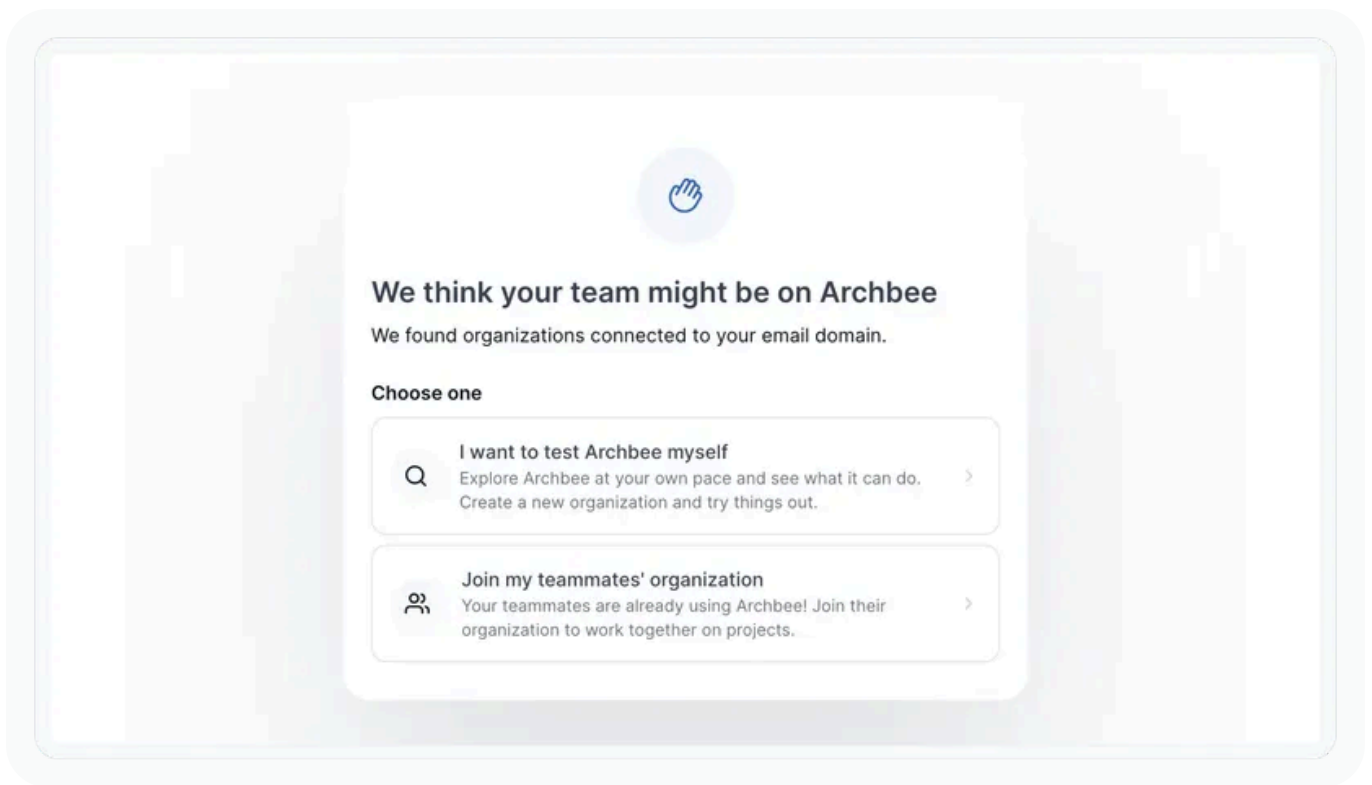 We think your team might be on Archbee
We found organizations connected to your email domain.
Choose one
I want to test Archbee myself
Explore Archbee at your own pace and see what it can do.
Create a new organization and try things out.
Join my teammates' organization
Your teammates are already using Archbee! Join their
organization to work together on projects.